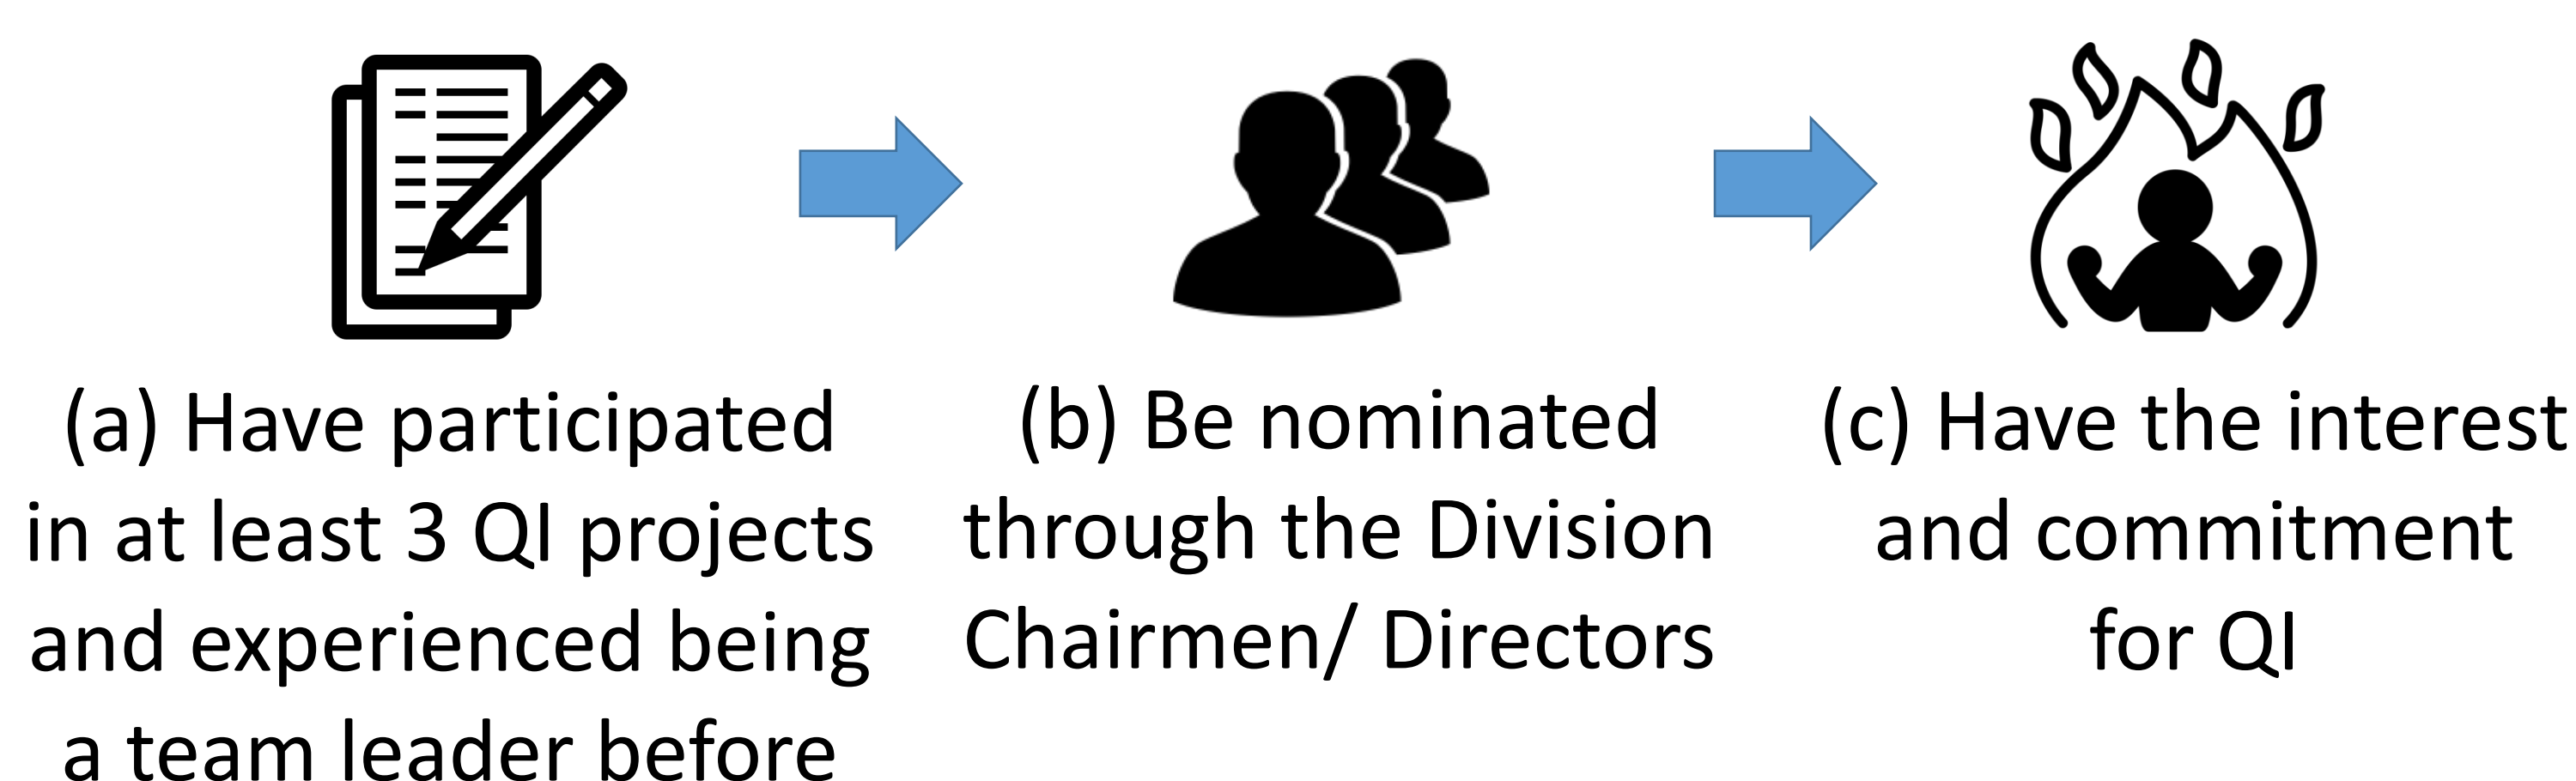 (a) Have participated
in at least 3 QI projects
and experienced being
a team leader before
(b) Be nominated
through the Division
Chairmen/ Directors
(c) Have the interest
and commitment
for QI